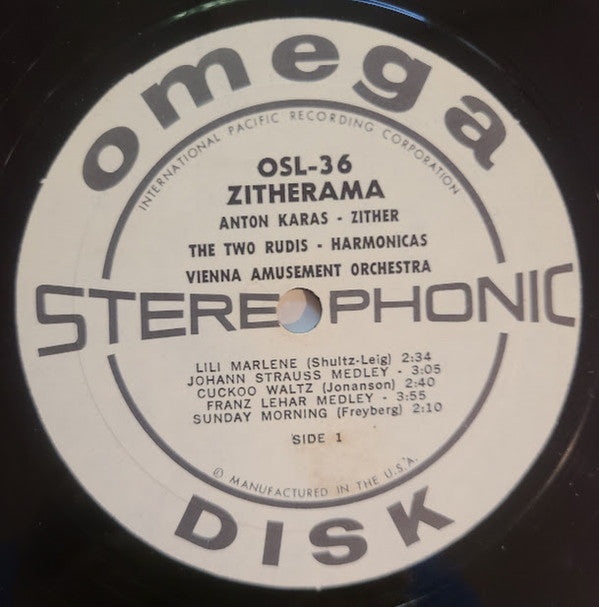 omega
INTERNATIONAL PACIFIC RECORDING CORPORATION
OSL-36
ZITHERAMA
ANTON KARAS - ZITHER
THE TWO RUDIS - HARMONICAS
VIENNA AMUSEMENT ORCHESTRA
STEREOPHONIC
LILI MARLENE (Shultz-Leig) 2:34
JOHANN STRAUSS MEDLEY - 3:05
CUCKOO WALTZ (Jonanson) 2:40
FRANZ LEHAR MEDLEY - 3:55
SUNDAY MORNING (Freyberg) 2:10
SIDE 1
© MANUFACTURED IN THE U.S.A.
DISK